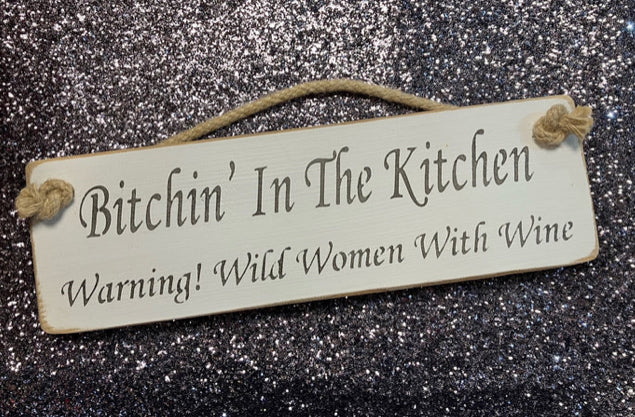 Bitchin' In The Kitchen
Warning! Wild Women With Wine